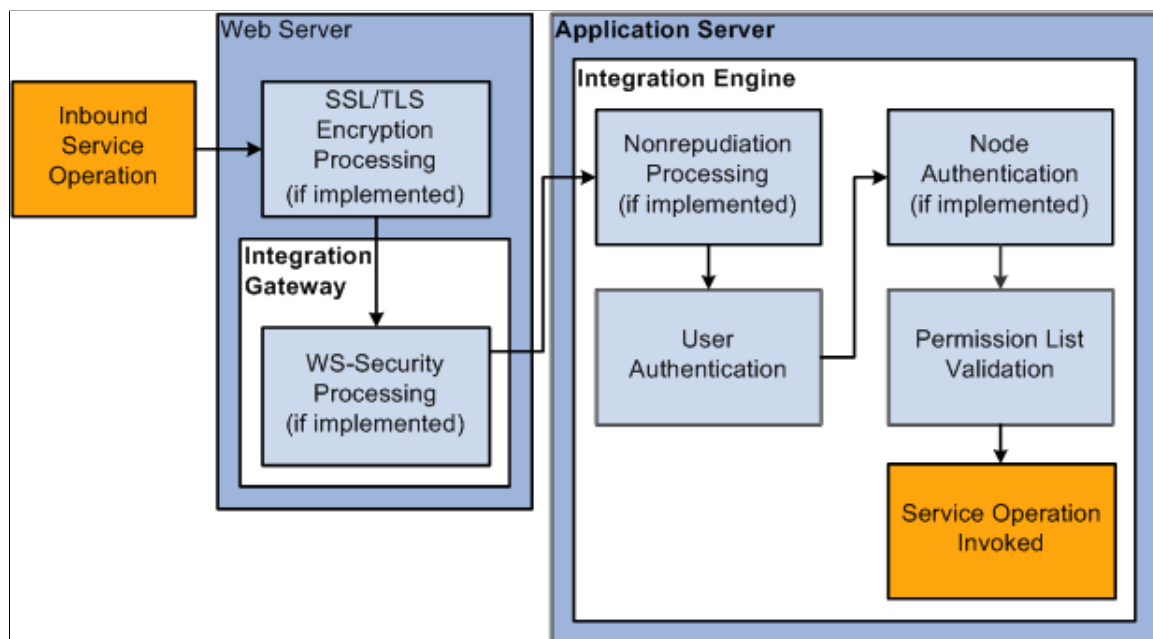 Web Server
Inbound
Service
Operation
SSL/TLS
Encryption
Processing
(if implemented)
Integration
Gateway
WS-Security
Processing
(if implemented)
Application Server
Integration Engine
Nonrepudiation
Processing
(if implemented)
User
Authentication
Node
Authentication
(if implemented)
Permission List
Validation
Service Operation
Invoked